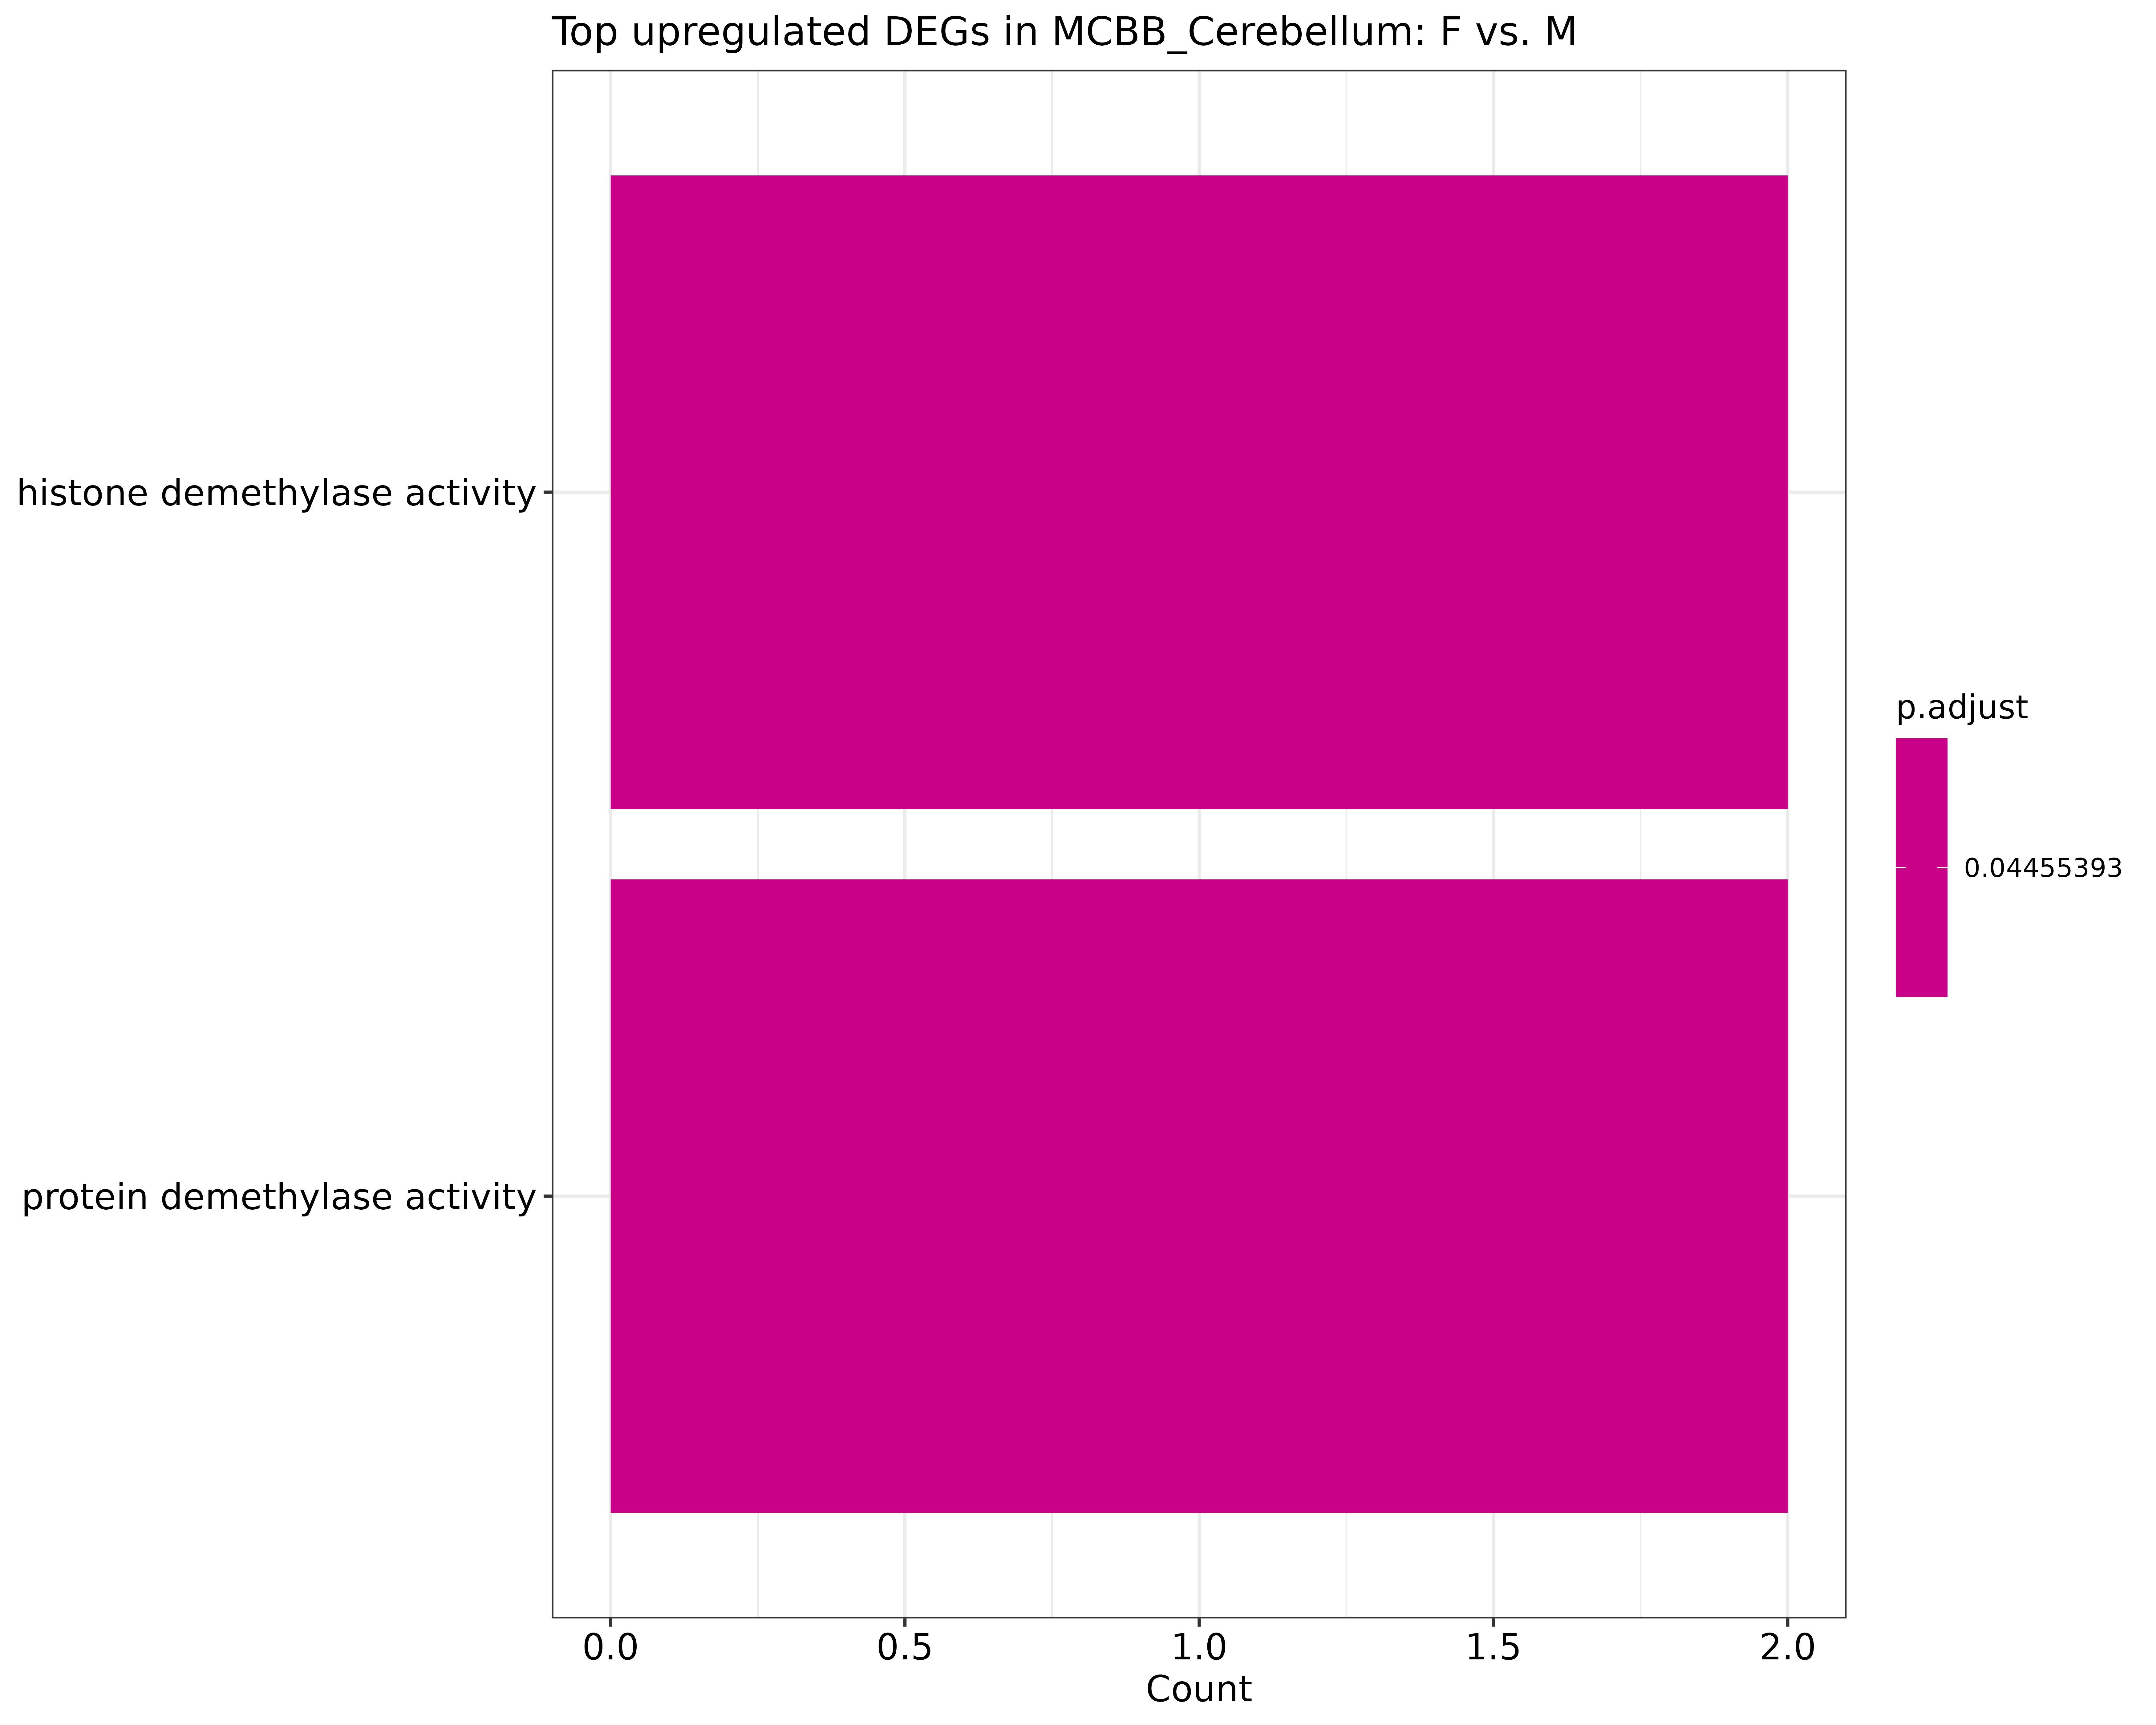 Top upregulated DEGs in MCBB_Cerebellum: F vs. M
histone demethylase activity
protein demethylase activity
p.adjust
0.04455393
0.0 0.5 1.0 1.5 2.0
Count